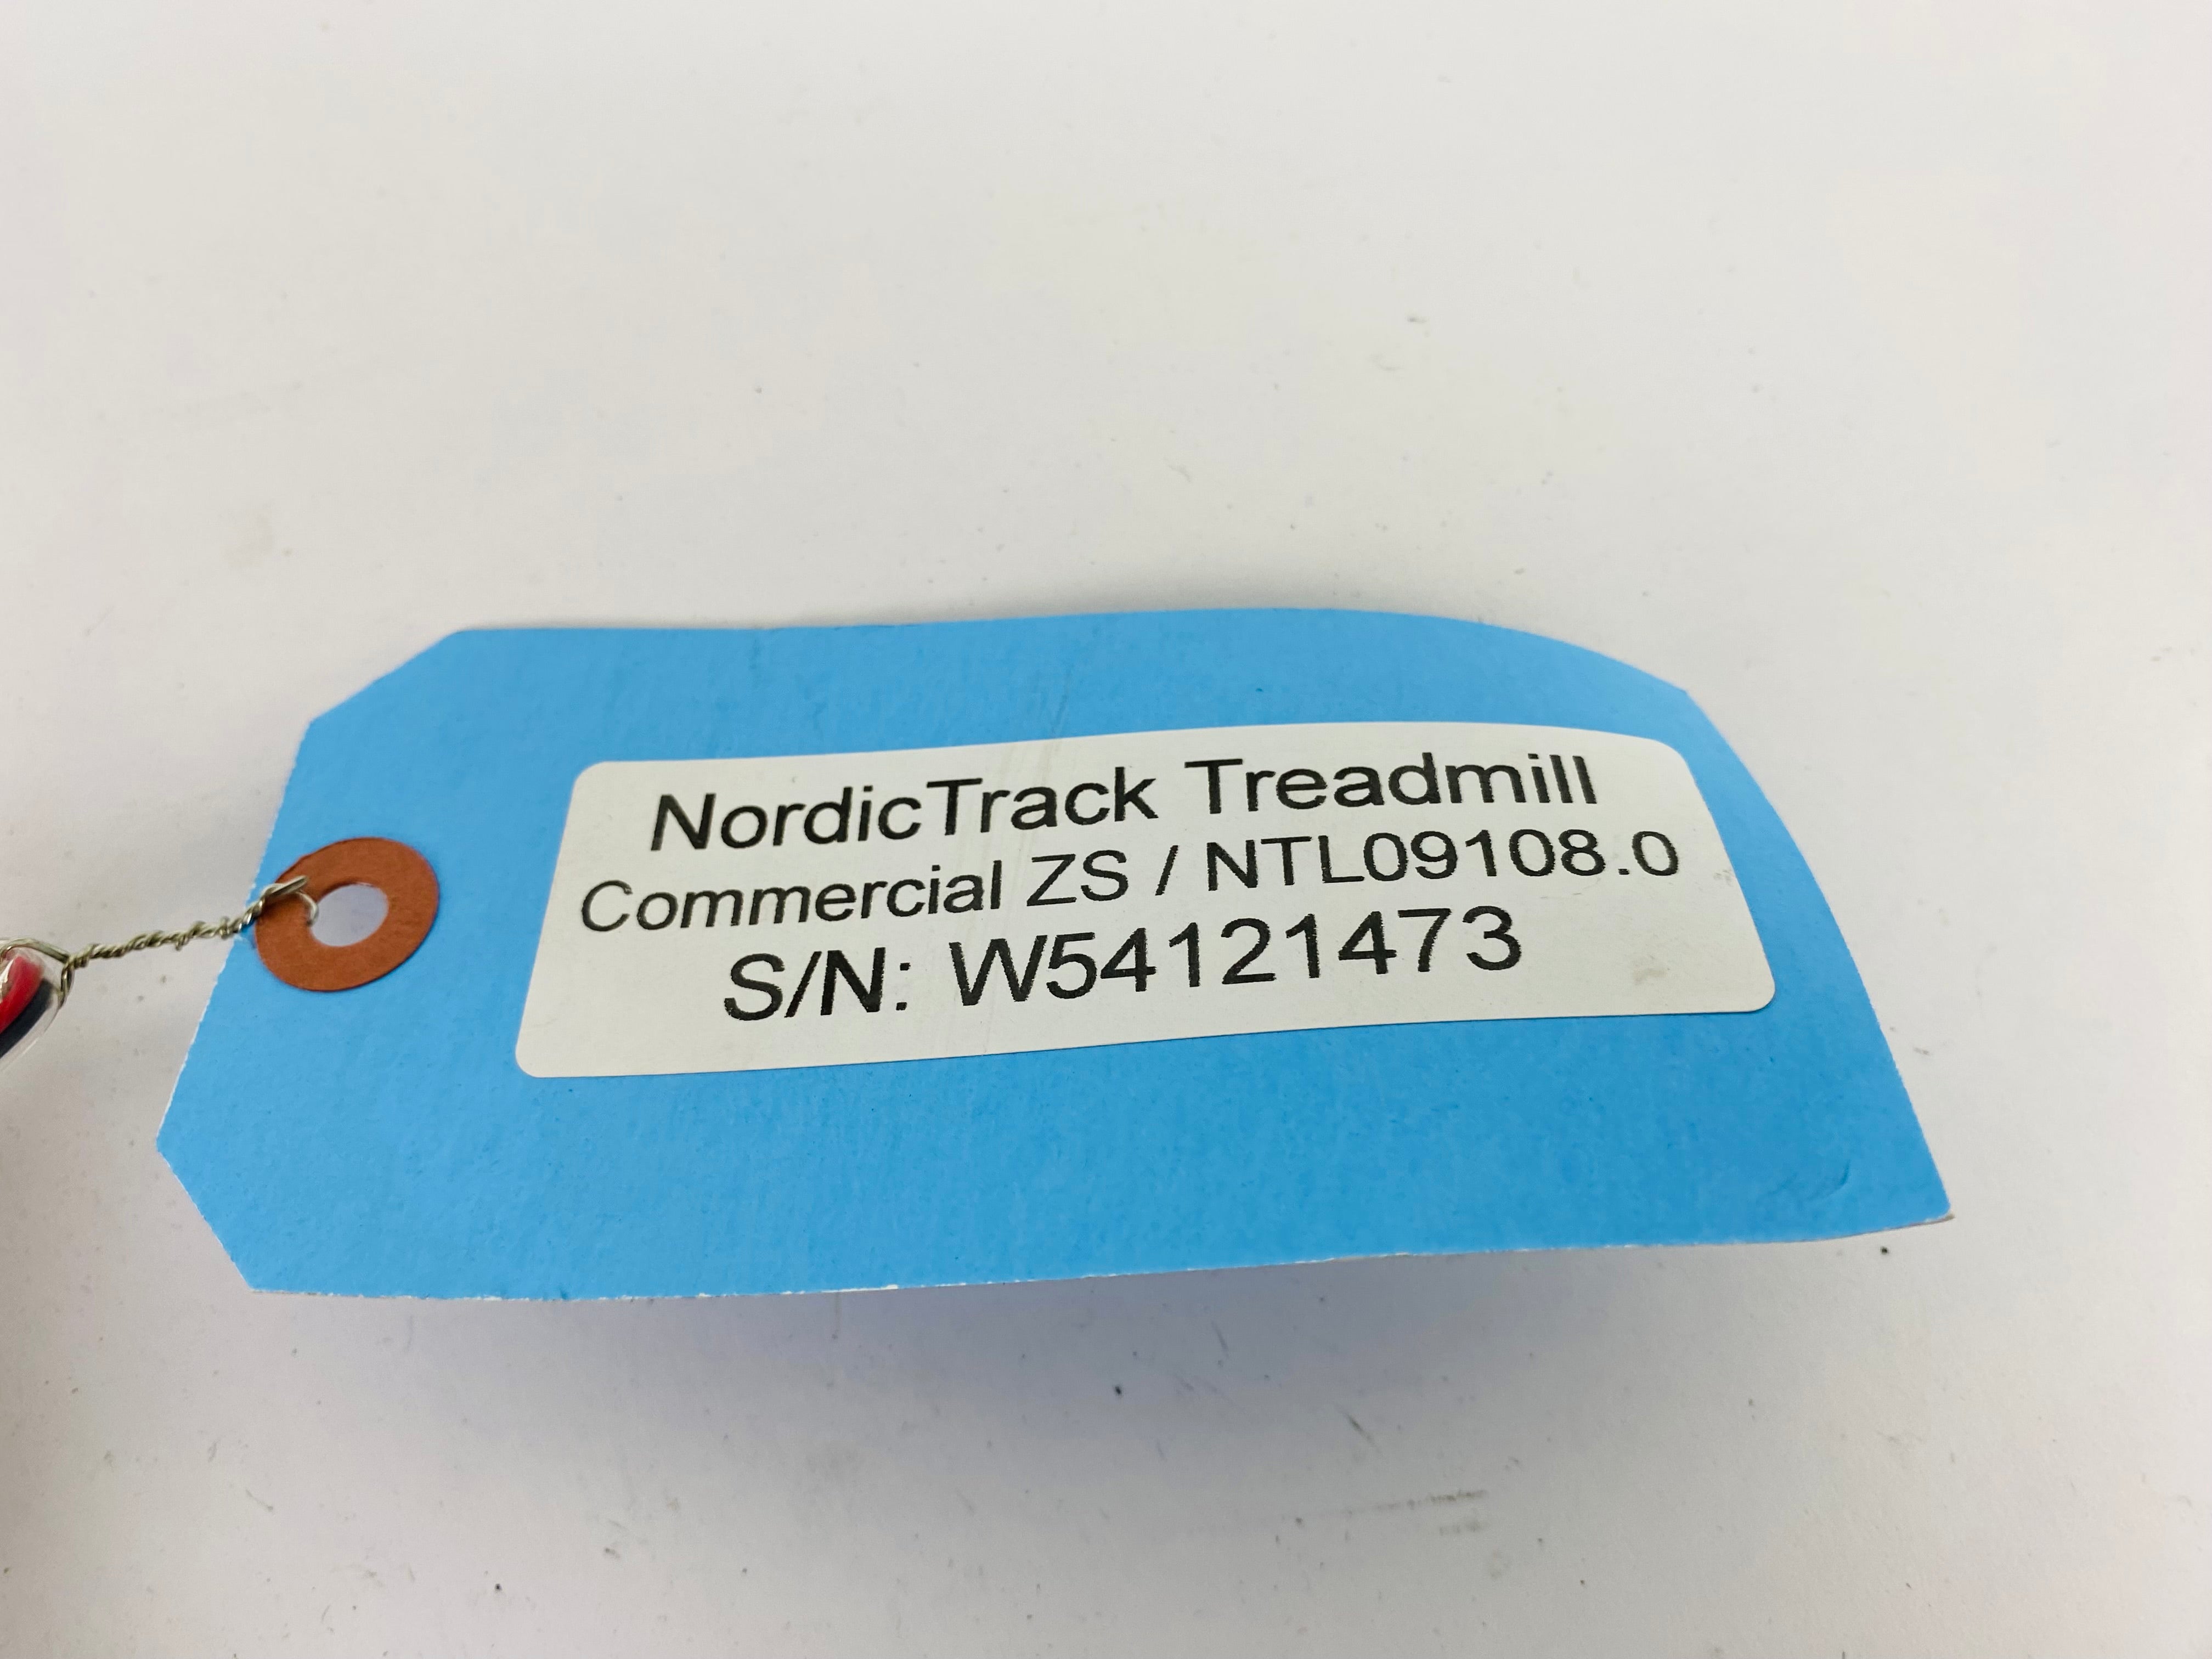 NordicTrack Treadmill
Commercial ZS / NTL09108.0
S/N: W54121473